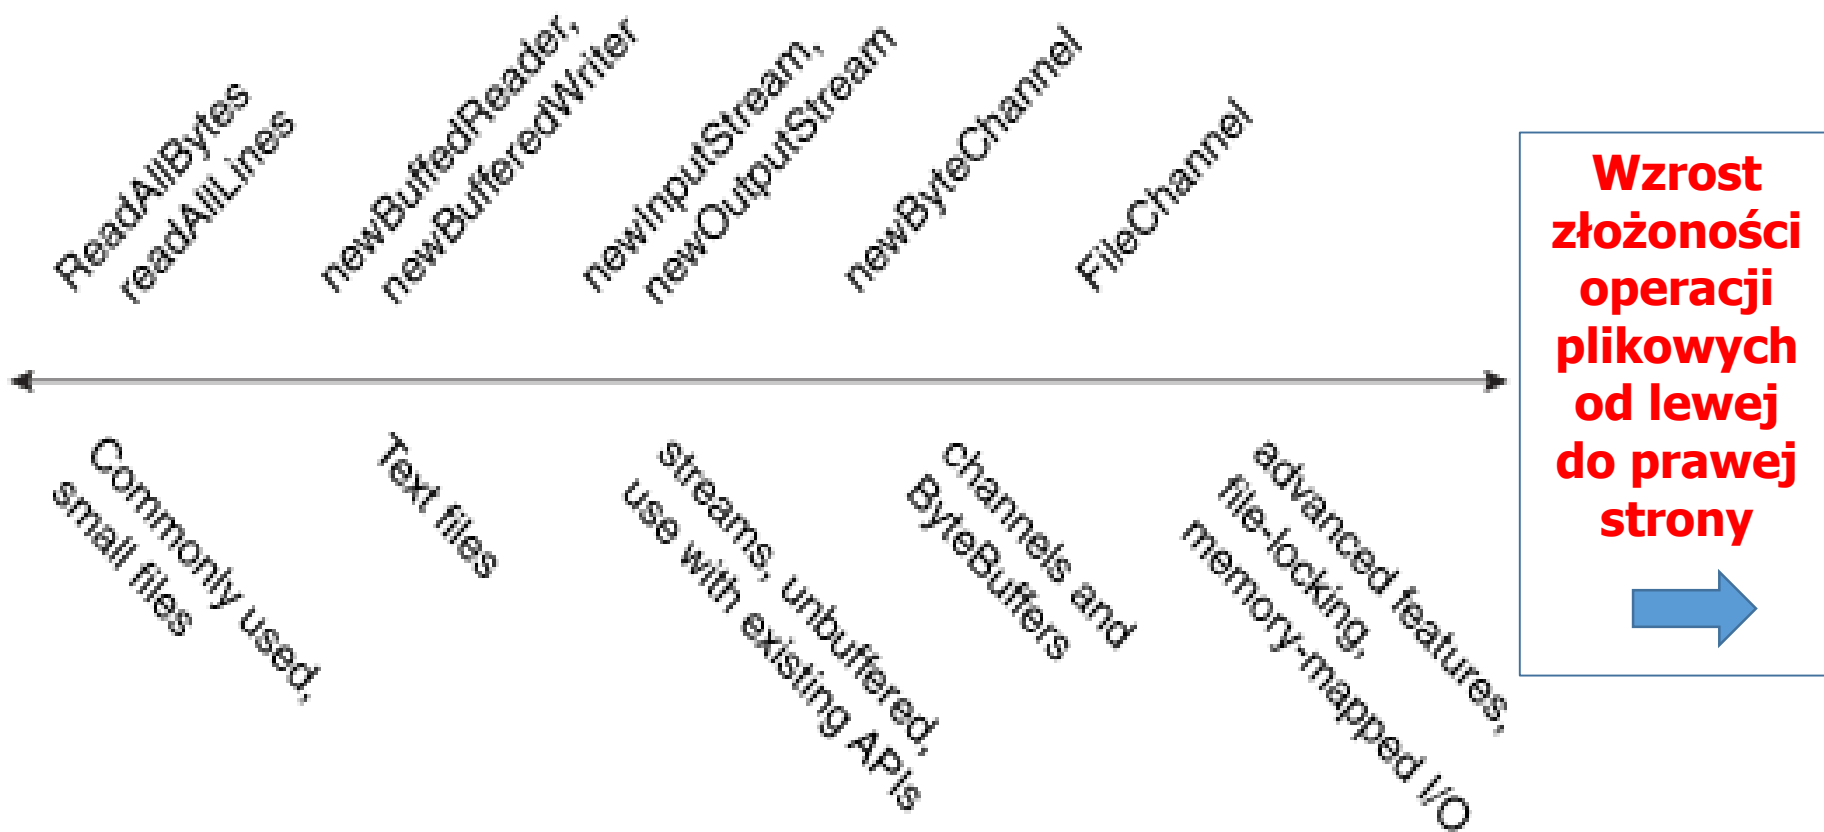 ReadAllBytes
readAllLines
newBuffedReader,
newBufferedWriter
newInputStream,
newOutputStream
newByteChannel
FileChannel
Commonly used,
small files
Text files
streams, unbuffered,
use with existing APIs
channels and
ByteBuffers
advanced features,
file-locking,
memory-mapped I/O
Wzrost
złożoności
operacji
plikowych
od lewej
do prawej
strony